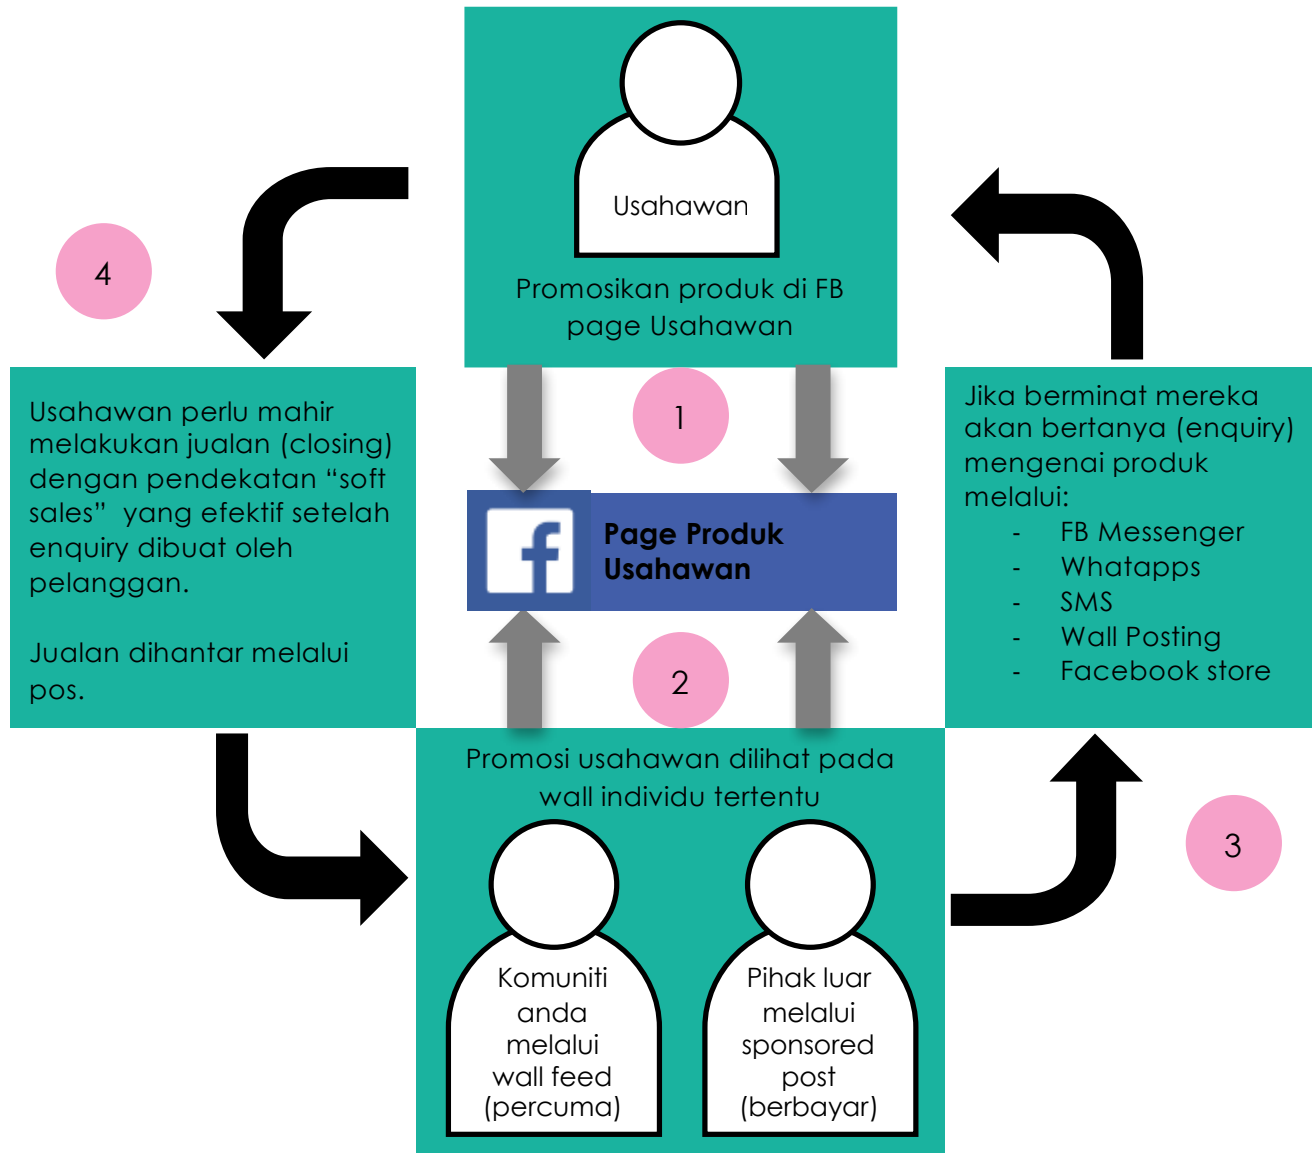 Usahawan
Promosikan produk di FB
page Usahawan
1
Page Produk
Usahawan
2
Promosi usahawan dilihat pada
wall individu tertentu
Komuniti
anda
melalui
wall feed
(percuma)
Pihak luar
melalui
sponsored
post
(berbayar)
3
Jika berminat mereka
akan bertanya (enquiry)
mengenai produk
melalui:
- FB Messenger
- Whatapps
- SMS
- Wall Posting
- Facebook store
4
Usahawan perlu mahir
melakukan jualan (closing)
dengan pendekatan “soft
sales”  yang efektif setelah
enquiry dibuat oleh
pelanggan.
Jualan dihantar melalui
pos.